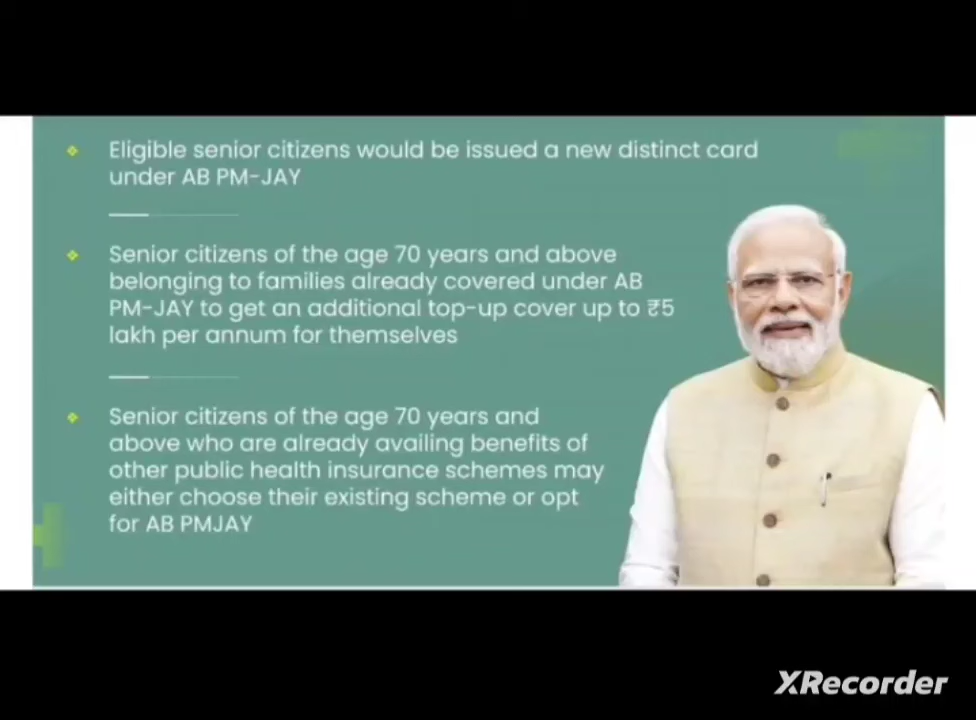 Eligible senior citizens would be issued a new distinct card
under AB PM-JAY
Senior citizens of the age 70 years and above
belonging to families already covered under AB
PM-JAY to get an additional top-up cover up to ₹5
lakh per annum for themselves
Senior citizens of the age 70 years and
above who are already availing benefits of
other public health insurance schemes may
either choose their existing scheme or opt
for AB PMJAY
XRecorder